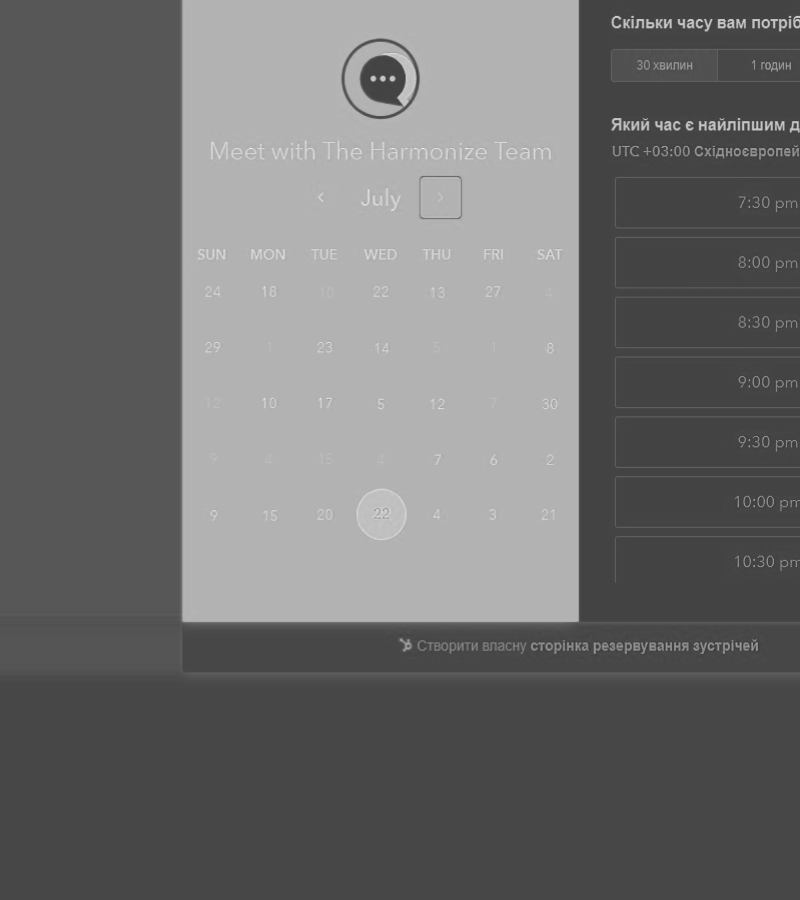 Meet with The Harmonize Team
July
SUN MON TUE WED THU FRI SAT
24 18 10 22 13 27 4
29 1 23 14 5 1 8
12 10 17 5 12 7 30
9 4 15 4 7 6 2
9 15 20 22 4 3 21
Скільки часу вам потріб
30 хвилин 1 годин
Який час є найліпшим д
UTC +03:00 Східноєвропей
7:30 pm
8:00 pm
8:30 pm
9:00 pm
9:30 pm
10:00 pm
10:30 pm
Створити власну сторінка резервування зустрічей